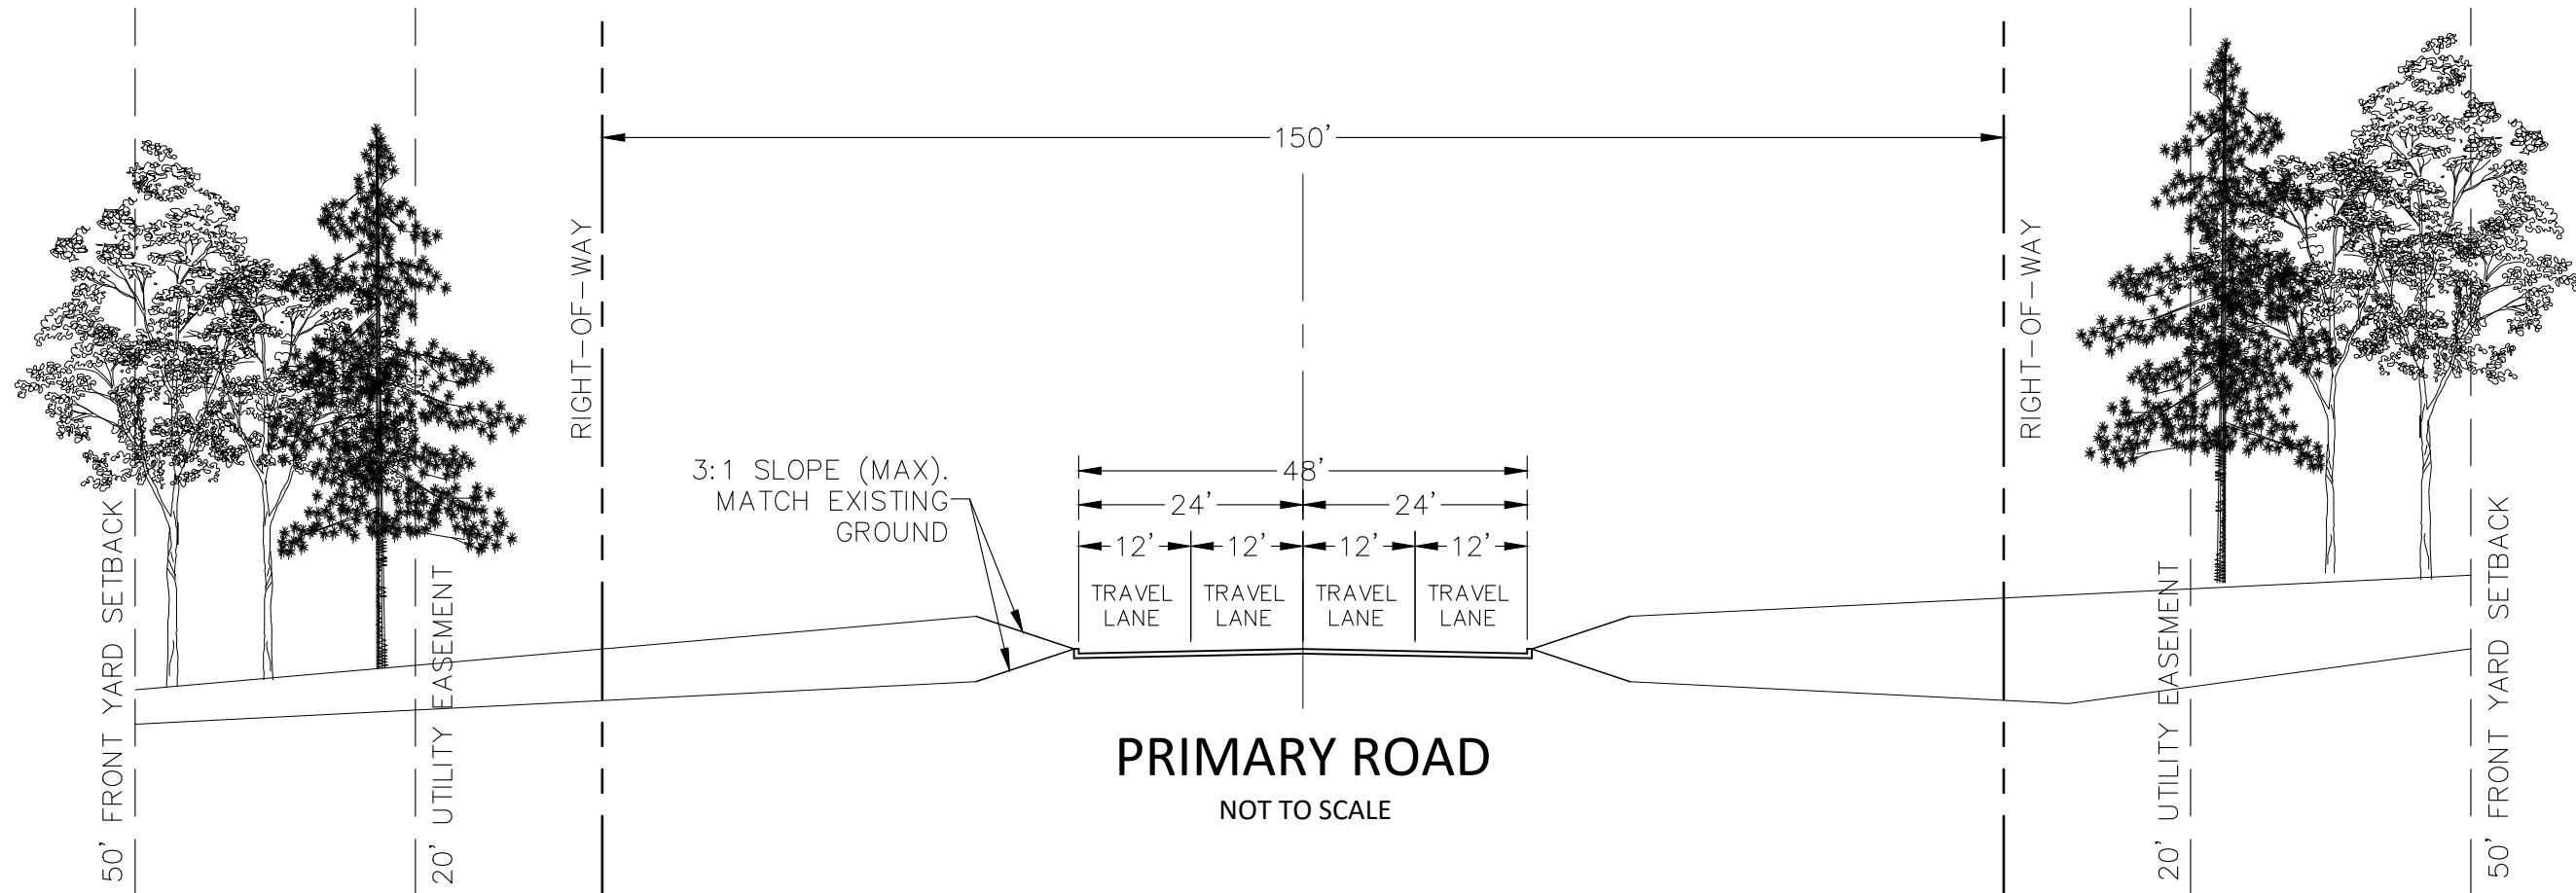 150'
RIGHT-OF-WAY
RIGHT-OF-WAY
3:1 SLOPE (MAX).
MATCH EXISTING
GROUND
48'
24'
24'
12'
12'
12'
12'
TRAVEL
LANE
TRAVEL
LANE
TRAVEL
LANE
TRAVEL
LANE
50' FRONT YARD SETBACK
20' UTILITY EASEMENT
20' UTILITY EASEMENT
50' FRONT YARD SETBACK
PRIMARY ROAD
NOT TO SCALE